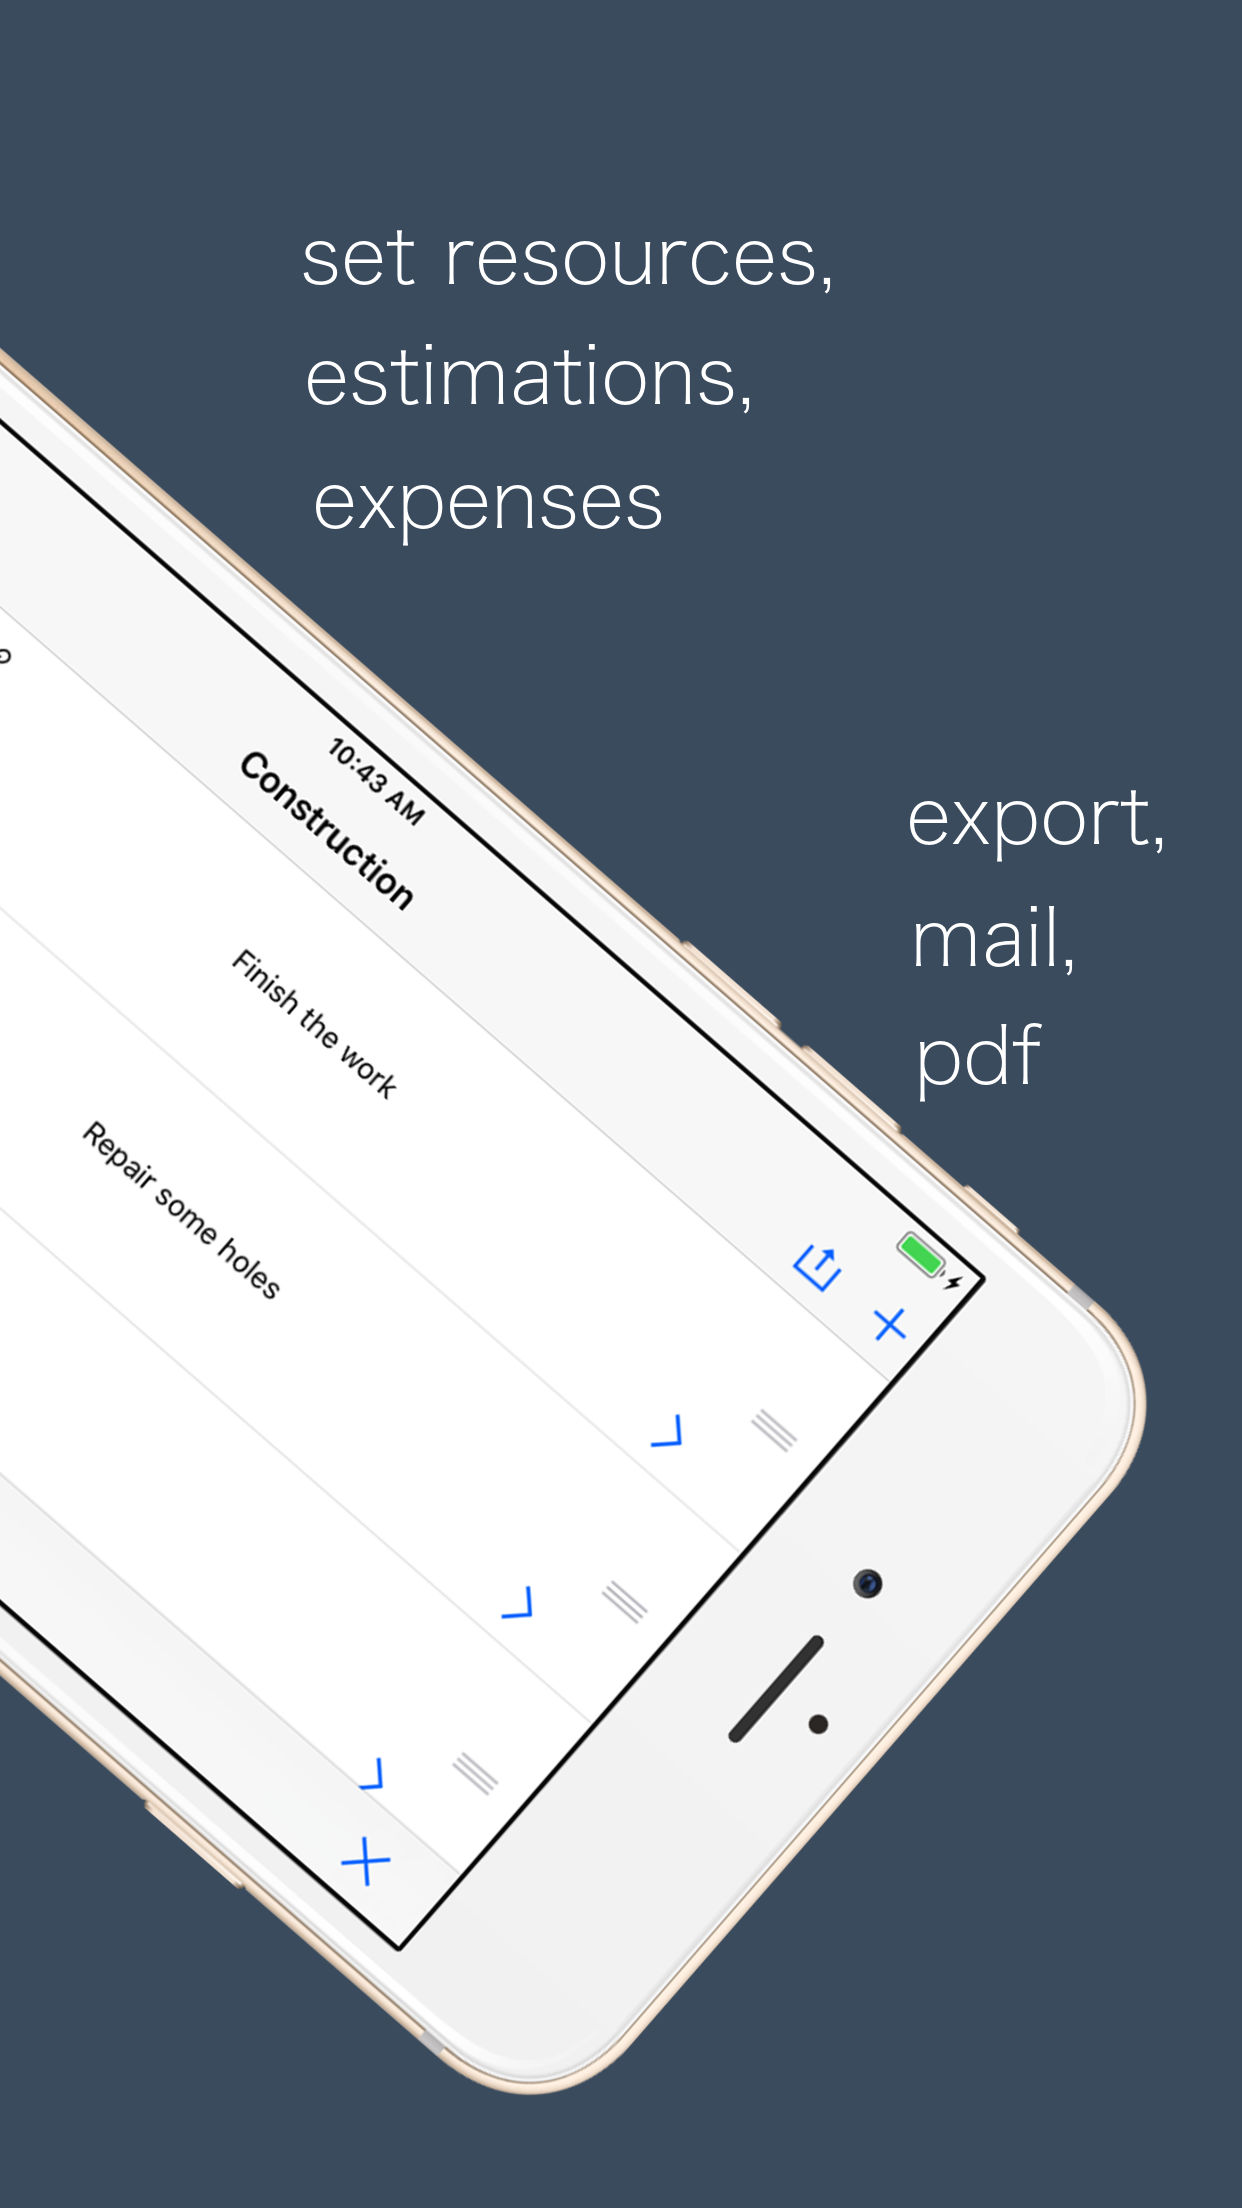 set resources,
estimations,
expenses
export,
mail,
pdf
10:43 AM
Construction
Finish the work
Repair some holes